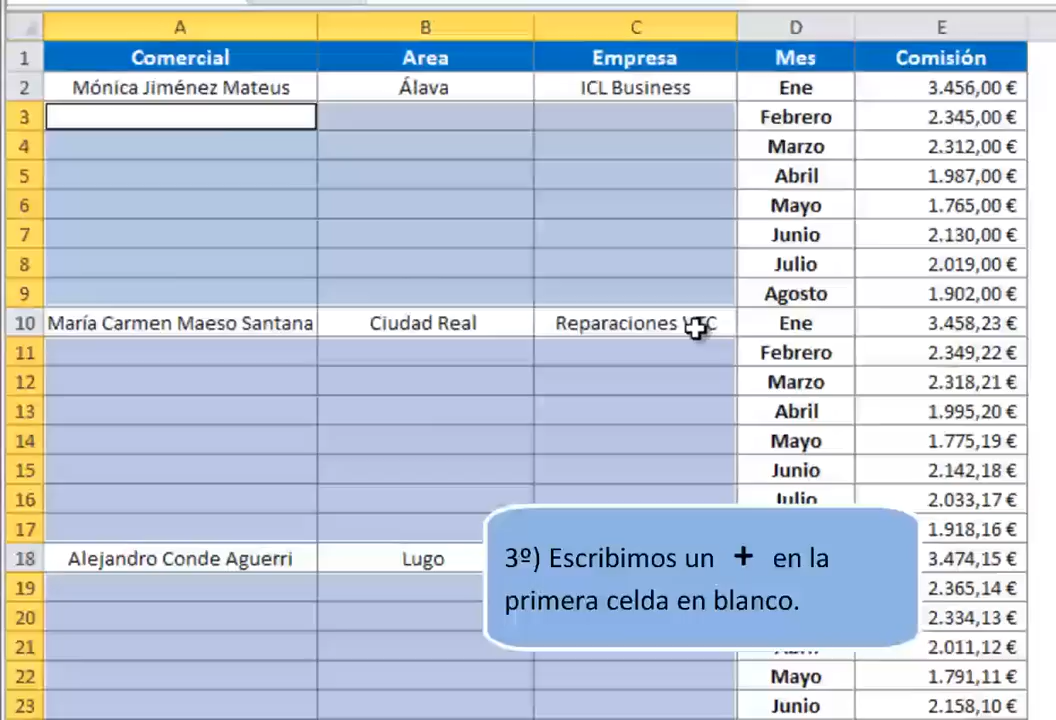 A B C D E
1 Comercial Area Empresa Mes Comisión
2 Mónica Jiménez Mateus Álava ICL Business Ene 3.456,00 €
3 Febrero 2.345,00 €
4 Marzo 2.312,00 €
5 Abril 1.987,00 €
6 Mayo 1.765,00 €
7 Junio 2.130,00 €
8 Julio 2.019,00 €
9 Agosto 1.902,00 €
10 María Carmen Maeso Santana Ciudad Real Reparaciones Ene 3.458,23 €
11 Febrero 2.349,22 €
12 Marzo 2.318,21 €
13 Abril 1.995,20 €
14 Mayo 1.775,19 €
15 Junio 2.142,18 €
16 Julio 2.033,17 €
17 1.918,16 €
18 Alejandro Conde Aguerri Lugo 3.474,15 €
19 2.365,14 €
20 2.334,13 €
21 2.011,12 €
22 Mayo 1.791,11 €
23 Junio 2.158,10 €
3º) Escribimos un + en la
primera celda en blanco.